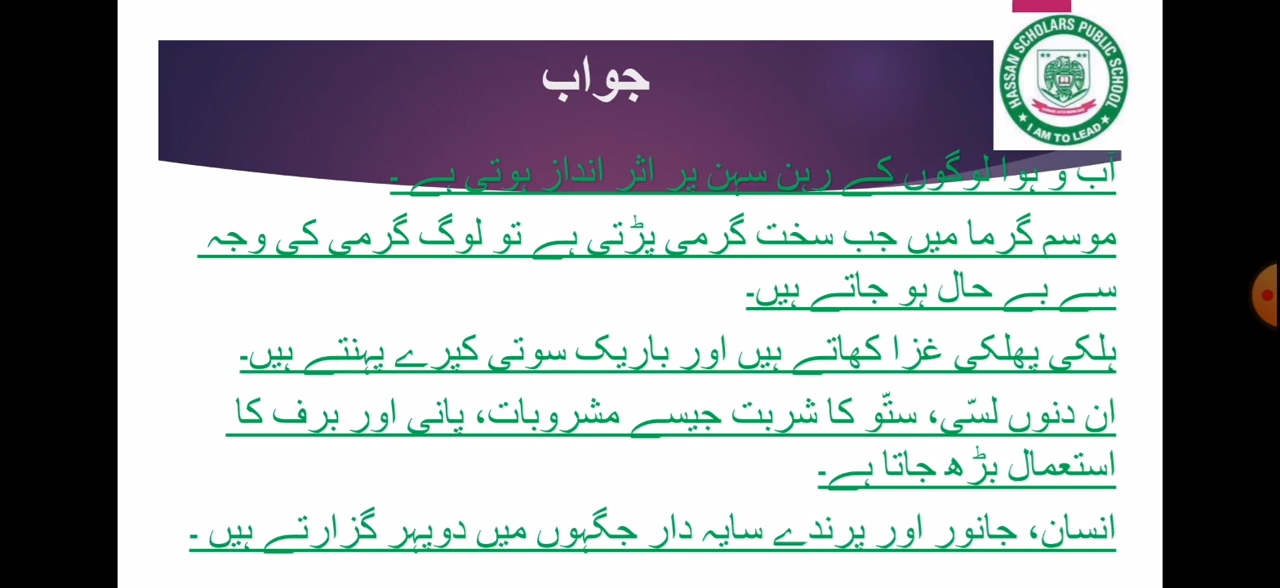 جواب
HASSAN SCHOLARS PUBLIC SCHOOL
I AM TO LEAD
آب و ہوا لوگوں کے رہن سہن پر اثر انداز ہوتی ہے ۔
موسم گرما میں جب سخت گرمی پڑتی ہے تو لوگ گرمی کی وجہ
سے بے حال ہو جاتے ہیں۔
ہلکی پھلکی غزا کھاتے ہیں اور باریک سوتی کپرے پہنتے ہیں۔
ان دنوں لسّی، ستّو کا شربت جیسے مشروبات، پانی اور برف کا
استعمال بڑھ جاتا ہے۔
انسان، جانور اور پرندے سایہ دار جگہوں میں دوپہر گزارتے ہیں ۔